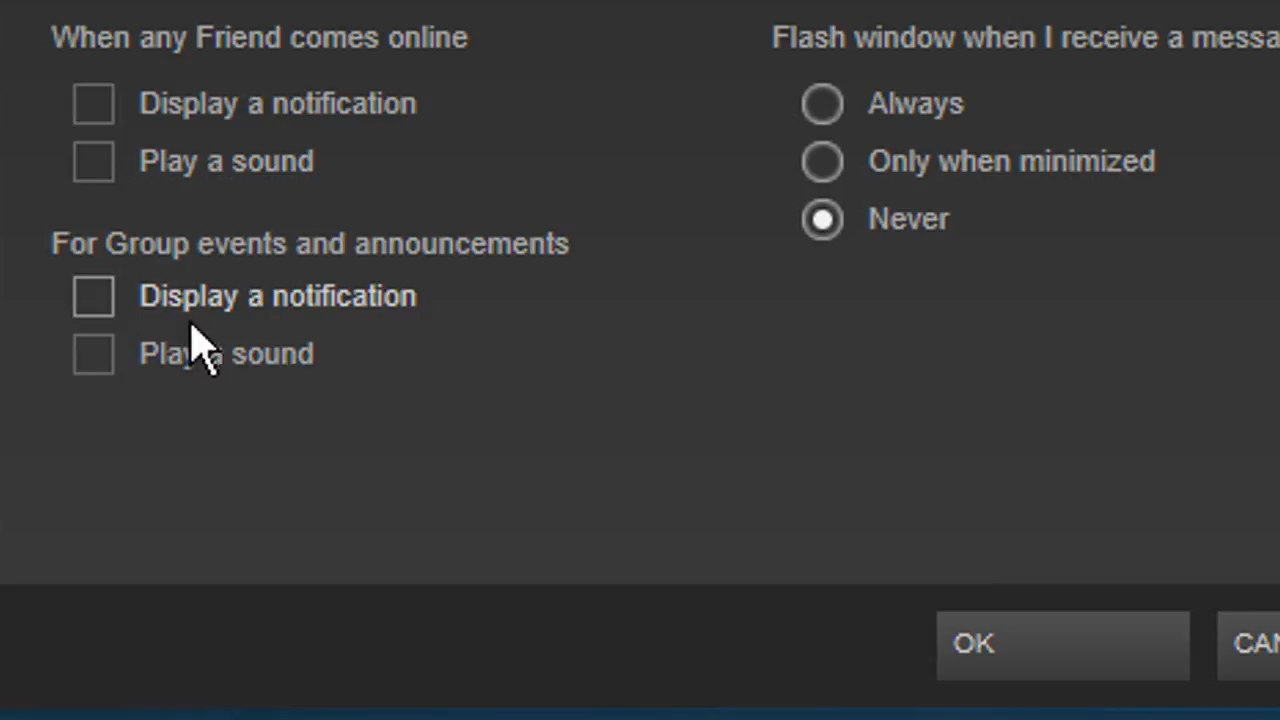 When any Friend comes online
Display a notification
Play a sound
For Group events and announcements
Display a notification
Play a sound
Flash window when I receive a messa
Always
Only when minimized
Never
OK
CAN